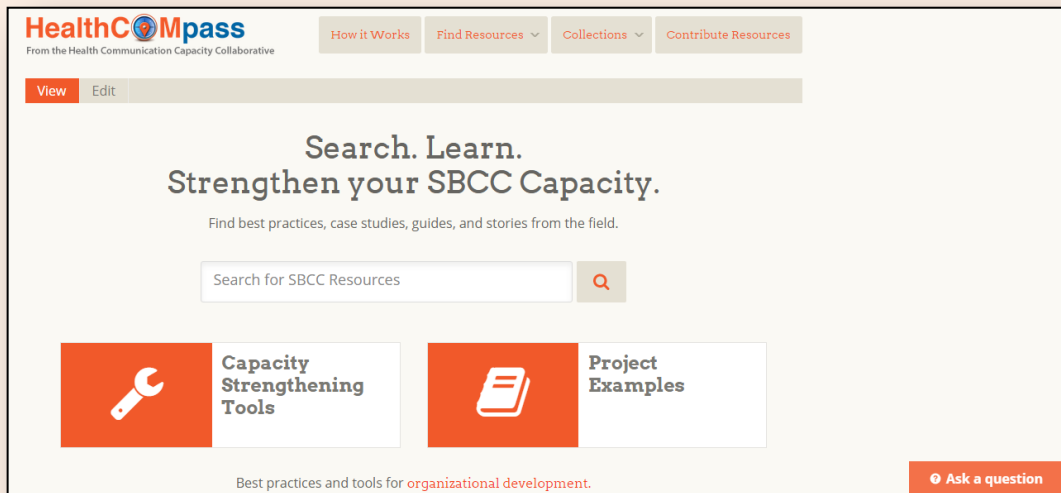 HealthCOMpass
From the Health Communication Capacity Collaborative
How it Works
Find Resources
Collections
Contribute Resources
View
Edit
Search. Learn.
Strengthen your SBCC Capacity.
Find best practices, case studies, guides, and stories from the field.
Search for SBCC Resources
Capacity
Strengthening
Tools
Project
Examples
Best practices and tools for organizational development.
Ask a question